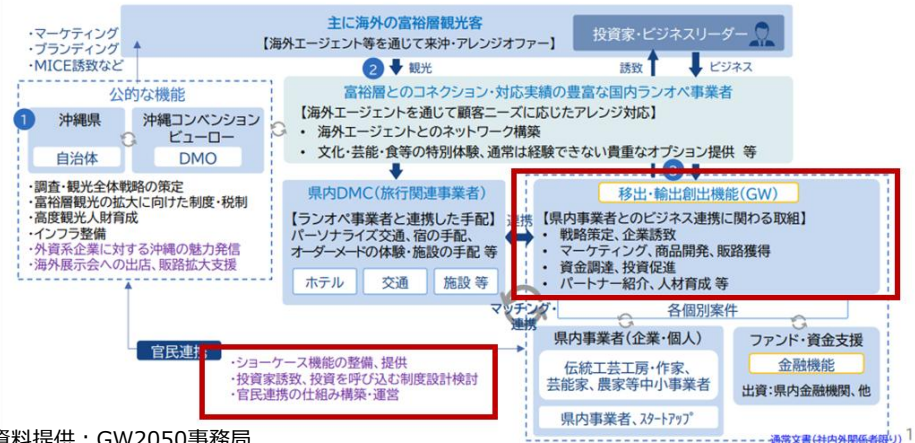 主に海外の富裕層観光客
【海外エージェント等を通じて来沖・アレンジオファー】
投資家・ビジネスリーダー
・マーケティング
・ブランディング
・MICE誘致など
2
観光
誘致
ビジネス
公的な機能
1
沖縄県
自治体
沖縄コンベンション
ビューロー
DMO
・調査・観光全体戦略の策定
・富裕層観光の拡大に向けた制度・税制
・高度観光人財育成
・インフラ整備
・外資系企業に対する沖縄の魅力発信
・海外展示会への出店、販路拡大支援
富裕層とのコネクション・対応実績の豊富な国内ランオペ事業者
【海外エージェントを通じて顧客ニーズに応じたアレンジ対応】
• 海外エージェントとのネットワーク構築
• 文化・芸能・食等の特別体験、通常は経験できない貴重なオプション提供 等
県内DMC(旅行関連事業者)
【ランオペ事業者と連携した手配】
パーソナライズ交通、宿の手配、
オーダーメードの体験・施設の手配 等
ホテル
交通
施設 等
連携
3
移出・輸出創出機能(GW)
【県内事業者とのビジネス連携に関わる取組】
• 戦略策定、企業誘致
• マーケティング、商品開発、販路獲得
• 資金調達、投資促進
• パートナー紹介、人材育成 等
マッチング・
連携
各個別案件
県内事業者(企業・個人)
伝統工芸工房・作家、
芸能家、農家等中小事業者
県内事業者、スタートアップ
ファンド・資金支援
金融機能
出資:県内金融機関、他
官民連携
・ショーケース機能の整備、提供
・投資家誘致、投資を呼び込む制度設計検討
・官民連携の仕組み構築・運営
資料提供:GW2050事務局
通常文書(社内外関係者限り)
1